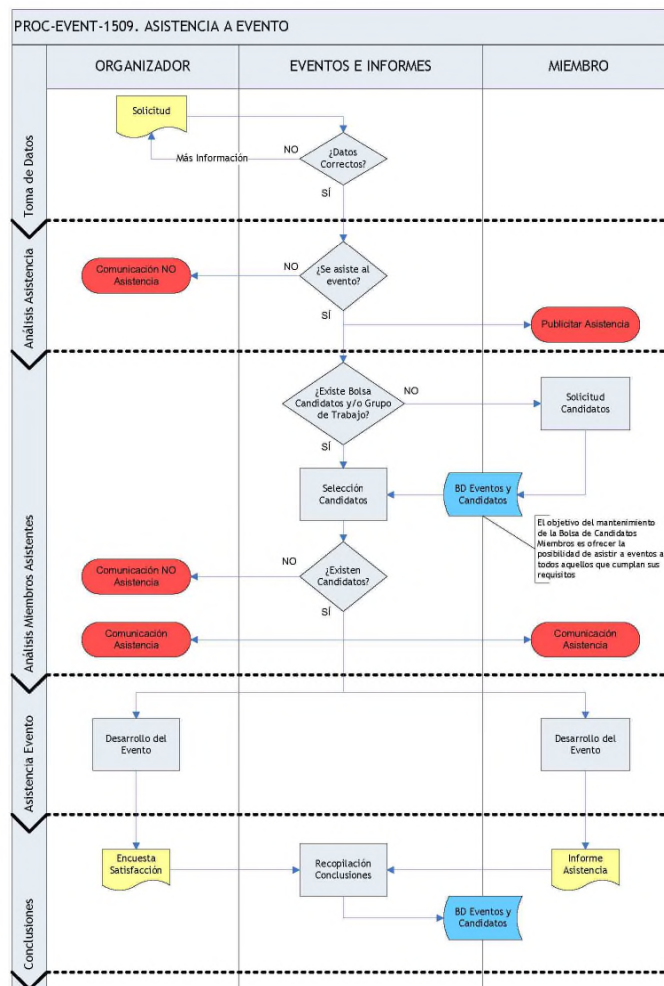 PROC-EVENT-1509. ASISTENCIA A EVENTO
ORGANIZADOR
EVENTOS E INFORMES
MIEMBRO
Toma de Datos
Solicitud
¿Datos
Correctos?
NO
Más Información
SÍ
Análisis Asistencia
Comunicación NO
Asistencia
NO
¿Se asiste al
evento?
SÍ
Publicitar Asistencia
Análisis Miembros Asistentes
¿Existe Bolsa
Candidatos y/o Grupo
de Trabajo?
NO
Solicitud
Candidatos
SÍ
Selección
Candidatos
BD Eventos y
Candidatos
El objetivo del mantenimiento
de la Bolsa de Candidatos
Miembros es ofrecer la
posibilidad de asistir a eventos a
todos aquellos que cumplan sus
requisitos
Comunicación NO
Asistencia
NO
¿Existen
Candidatos?
SÍ
Comunicación
Asistencia
Comunicación
Asistencia
Asistencia Evento
Desarrollo del
Evento
Desarrollo del
Evento
Conclusiones
Encuesta
Satisfacción
Recopilación
Conclusiones
Informe
Asistencia
BD Eventos y
Candidatos